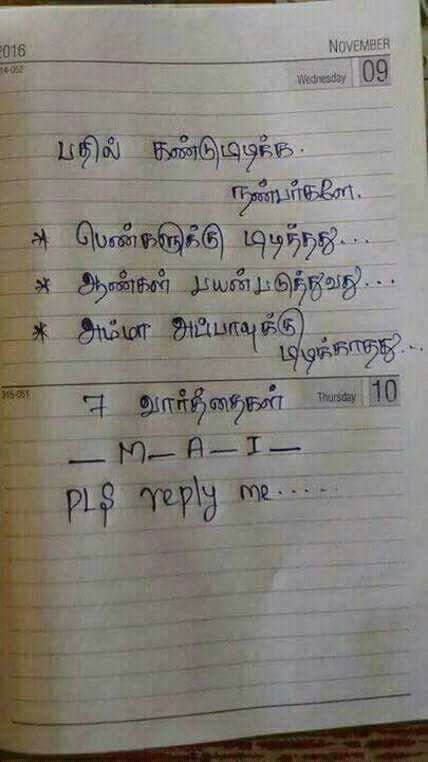 2016 NOVEMBER
314-052 Wednesday 09
பதில் கண்டுபிடிக்க.
நண்பர்களே.
* பெண்களுக்கு பிடித்தது...
* ஆண்கள் பயன்படுத்துவது...
* அம்மா அப்பாவுக்கு
பிடிக்காதது...
315-051 Thursday 10
7 வார்த்தைகள்
_ M _ A _ I _
PLS reply me......